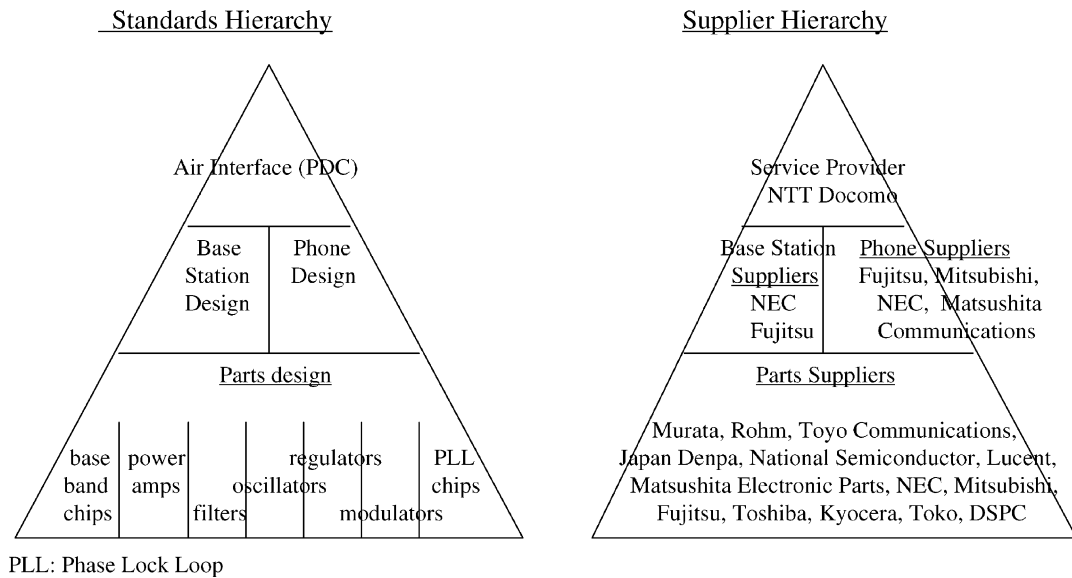 Standards Hierarchy
Air Interface (PDC)
Base
Station
Design
Phone
Design
Parts design
base
band
chips
power
amps
filters
oscillators
regulators
modulators
PLL
chips
PLL: Phase Lock Loop
Supplier Hierarchy
Service Provider
NTT Docomo
Base Station
Suppliers
NEC
Fujitsu
Phone Suppliers
Fujitsu, Mitsubishi,
NEC, Matsushita
Communications
Parts Suppliers
Murata, Rohm, Toyo Communications,
Japan Denpa, National Semiconductor, Lucent,
Matsushita Electronic Parts, NEC, Mitsubishi,
Fujitsu, Toshiba, Kyocera, Toko, DSPC